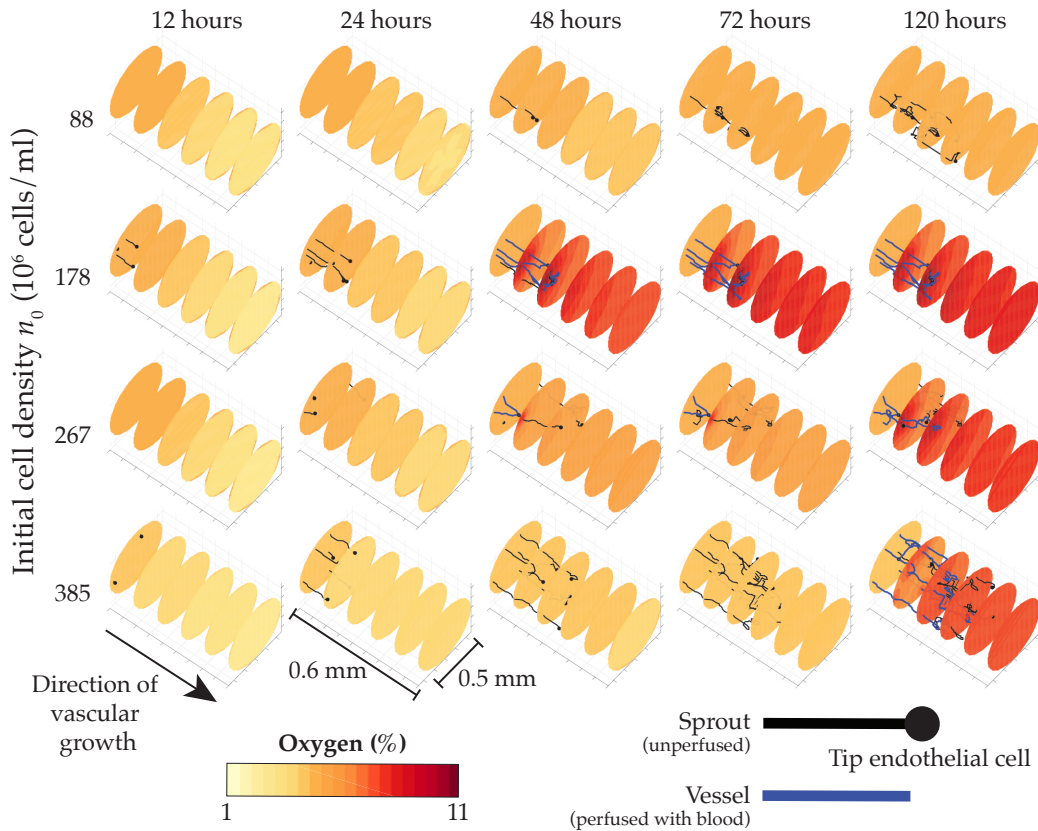 12 hours
24 hours
48 hours
72 hours
120 hours
Initial cell density n₀ (10⁶ cells/ml)
88
178
267
385
0.6 mm
0.5 mm
Direction of
vascular
growth
Oxygen (%)
1
11
Sprout
(unperfused)
Tip endothelial cell
Vessel
(perfused with blood)